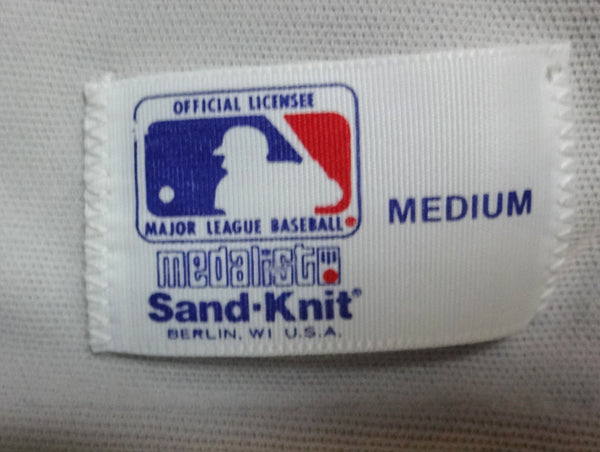 OFFICIAL LICENSEE
MAJOR LEAGUE BASEBALL®
medalist
Sand·Knit®
BERLIN, WI U.S.A.
MEDIUM